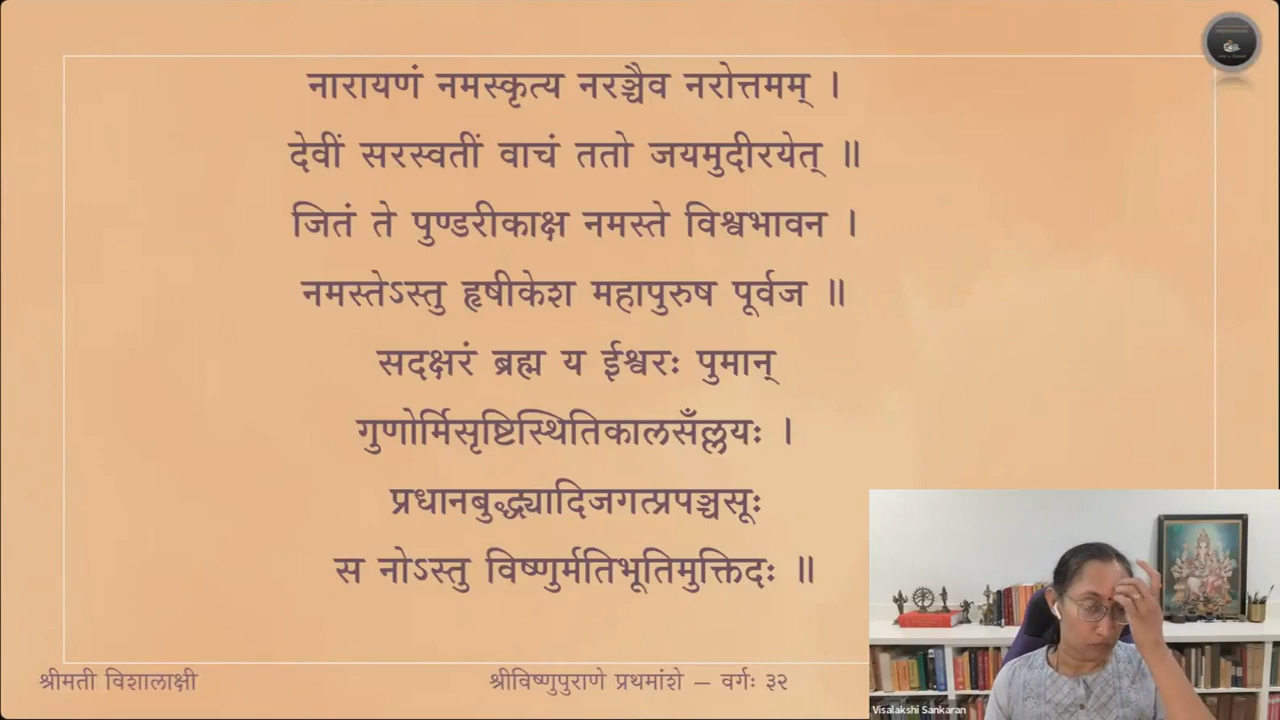 नारायणं नमस्कृत्य नरञ्चैव नरोत्तमम् ।
देवीं सरस्वतीं वाचं ततो जयमुदीरयेत् ॥
जितं ते पुण्डरीकाक्ष नमस्ते विश्वभावन ।
नमस्तेऽस्तु हृषीकेश महापुरुष पूर्वज ॥
सदक्षरं ब्रह्म य ईश्वरः पुमान्
गुणोर्मिसृष्टिस्थितिकालसँल्लयः ।
प्रधानबुद्ध्यादिजगत्प्रपञ्चसूः
स नोऽस्तु विष्णुर्मतिभूतिमुक्तिदः ॥
श्रीमती विशालाक्षी
श्रीविष्णुपुराणे प्रथमांशे – वर्गः ३२
Visalakshi Sankaran